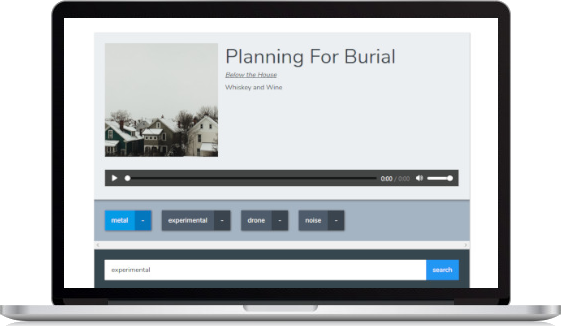 Planning For Burial
Below the House
Whiskey and Wine
0:00 / 0:00
metal - experimental - drone - noise -
experimental search